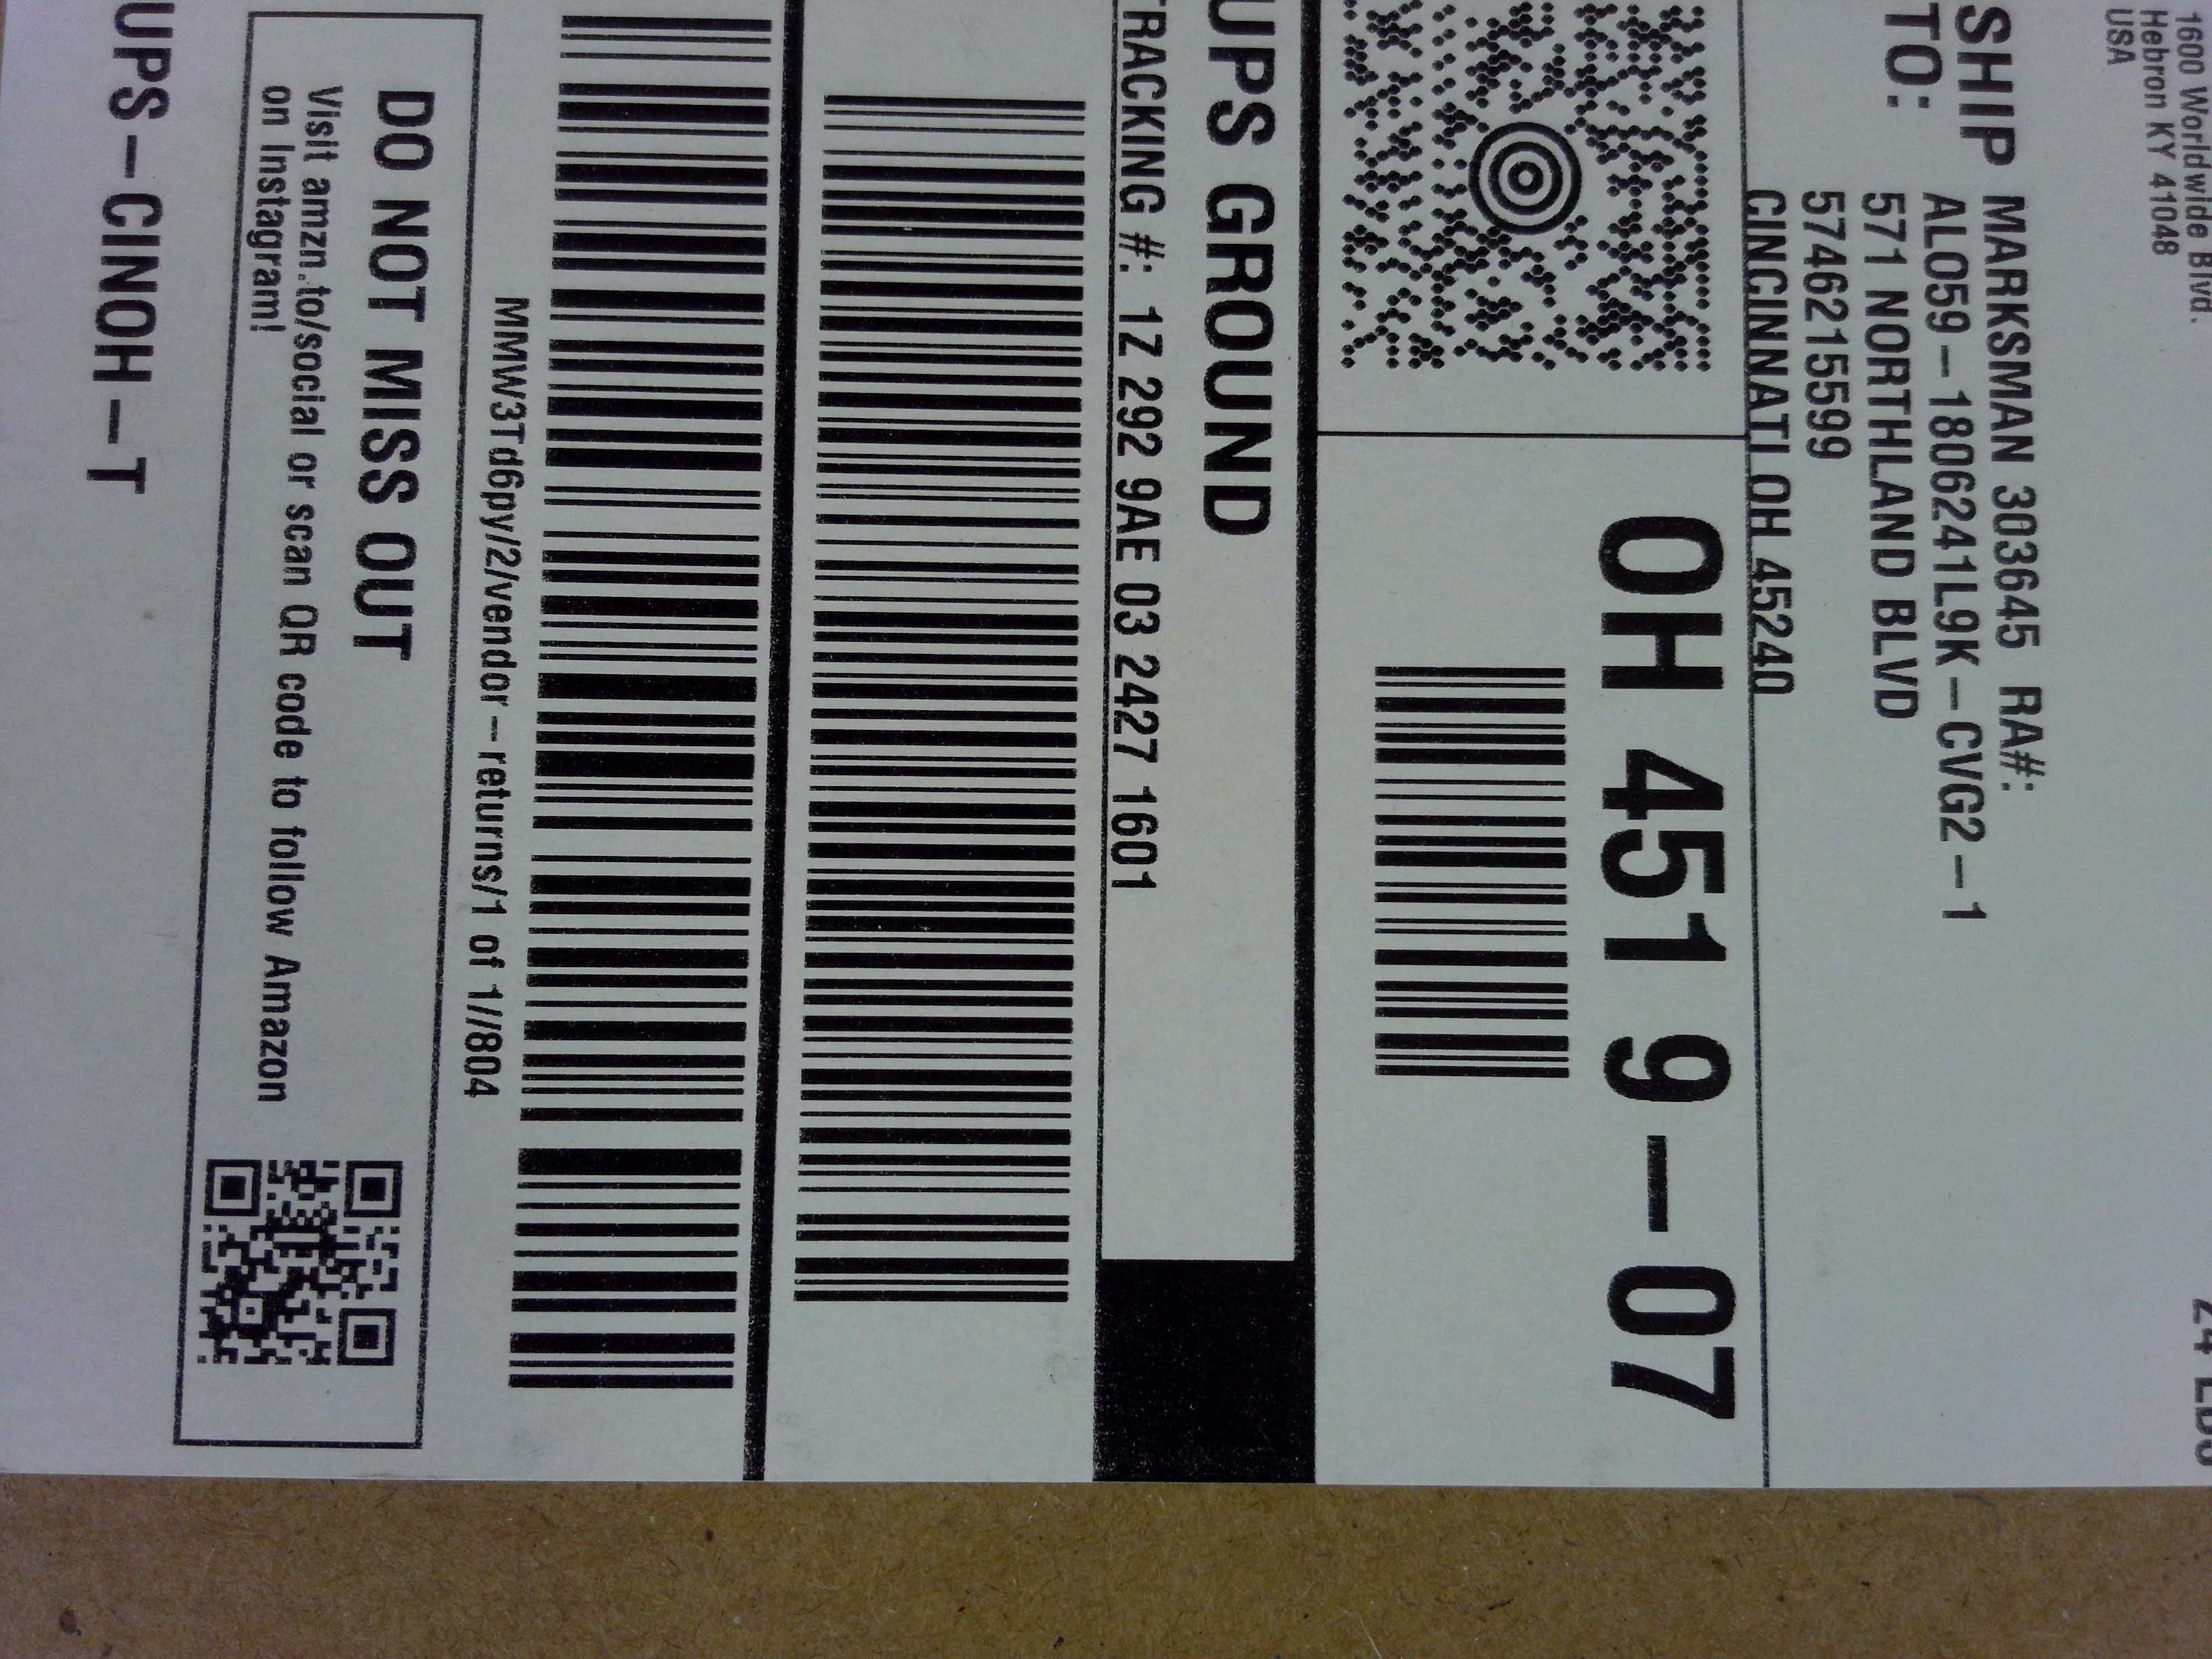 1600 Worldwide Blvd.
Hebron KY 41048
USA
SHIP
TO:
MARKSMAN 303645 RA#:
ALO59-1806241L9K-CVG2-1
571 NORTHLAND BLVD
5746215599
CINCINNATI OH 45240
OH 451 9-07
UPS GROUND
TRACKING #: 1Z 292 9AE 03 2427 1601
MMW3Td6py/2/vendor-returns/1 of 1//804
DO NOT MISS OUT
Visit amzn.to/social or scan QR code to follow Amazon
on Instagram!
UPS-CINOH-T